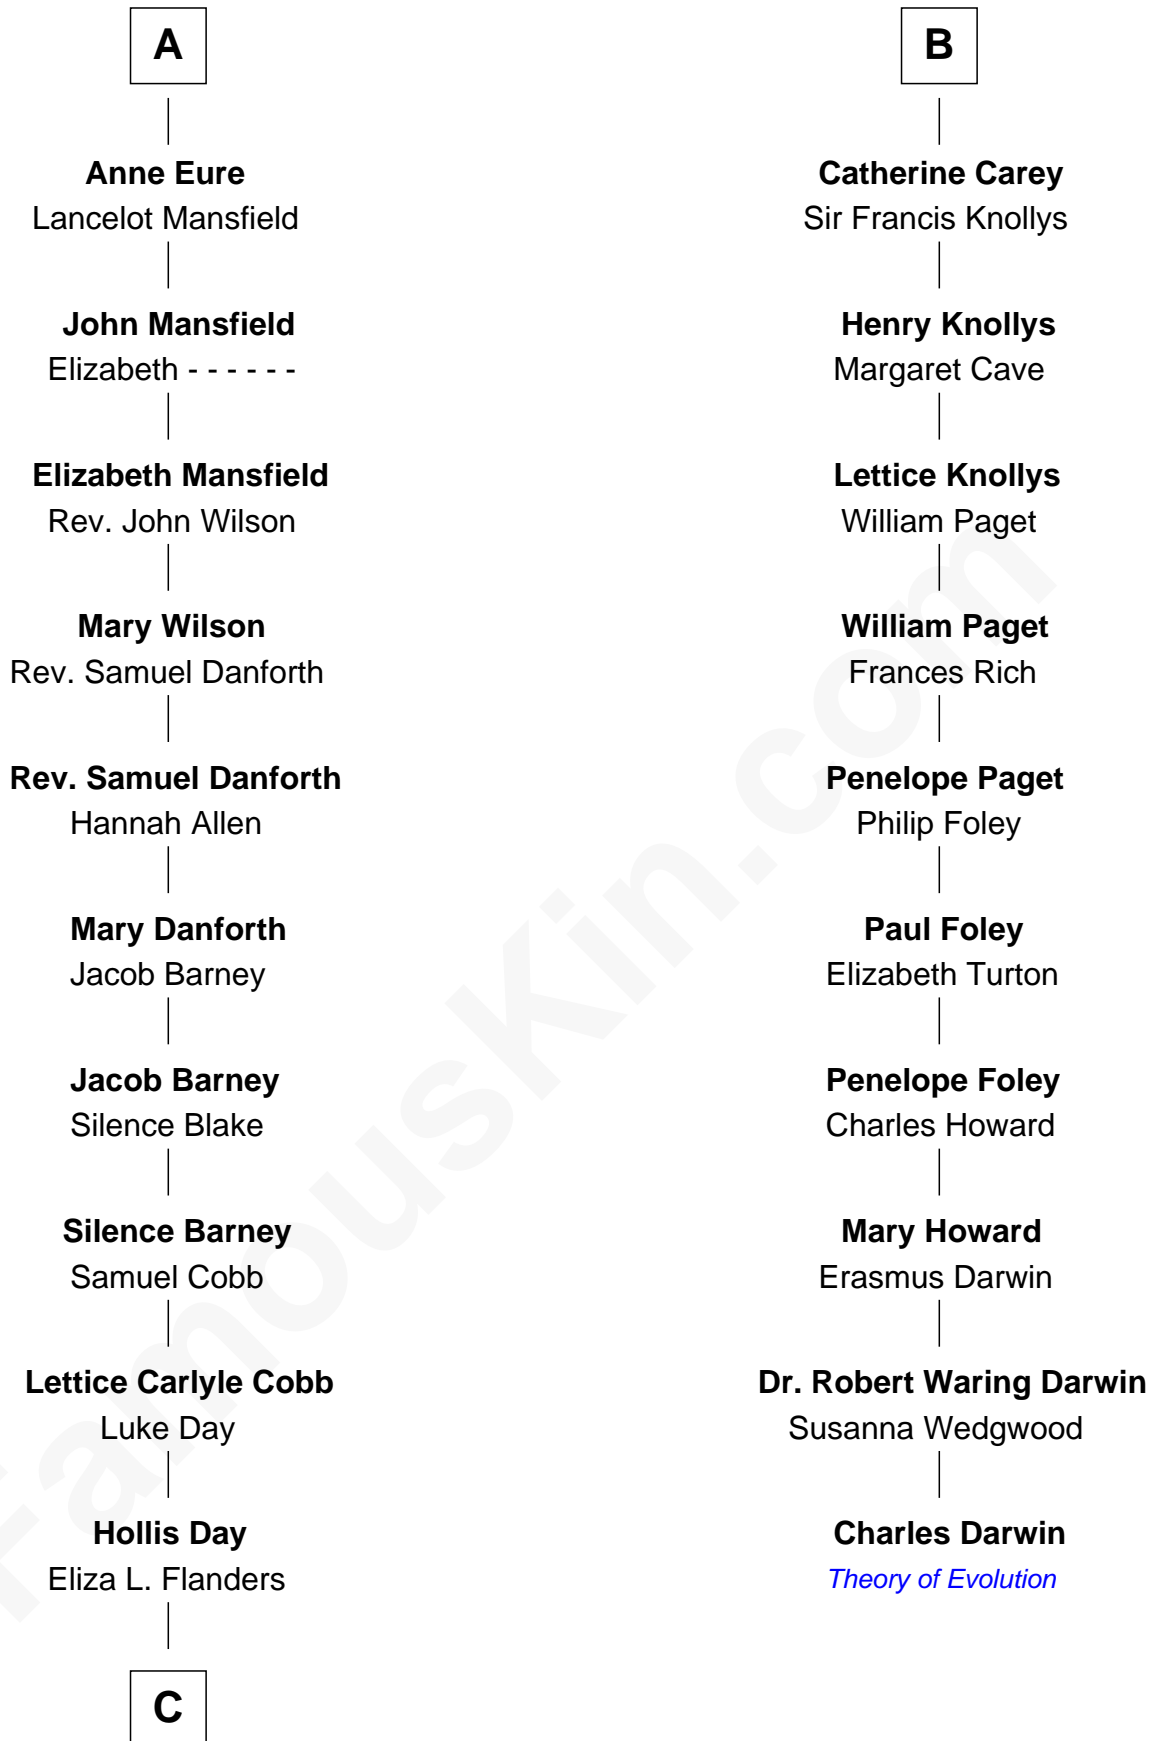 A
Anne Eure
Lancelot Mansfield
John Mansfield
Elizabeth - - - - - -
Elizabeth Mansfield
Rev. John Wilson
Mary Wilson
Rev. Samuel Danforth
Rev. Samuel Danforth
Hannah Allen
Mary Danforth
Jacob Barney
Jacob Barney
Silence Blake
Silence Barney
Samuel Cobb
Lettice Carlyle Cobb
Luke Day
Hollis Day
Eliza L. Flanders
C
B
Catherine Carey
Sir Francis Knollys
Henry Knollys
Margaret Cave
Lettice Knollys
William Paget
William Paget
Frances Rich
Penelope Paget
Philip Foley
Paul Foley
Elizabeth Turton
Penelope Foley
Charles Howard
Mary Howard
Erasmus Darwin
Dr. Robert Waring Darwin
Susanna Wedgwood
Charles Darwin
Theory of Evolution
FamousKin.com